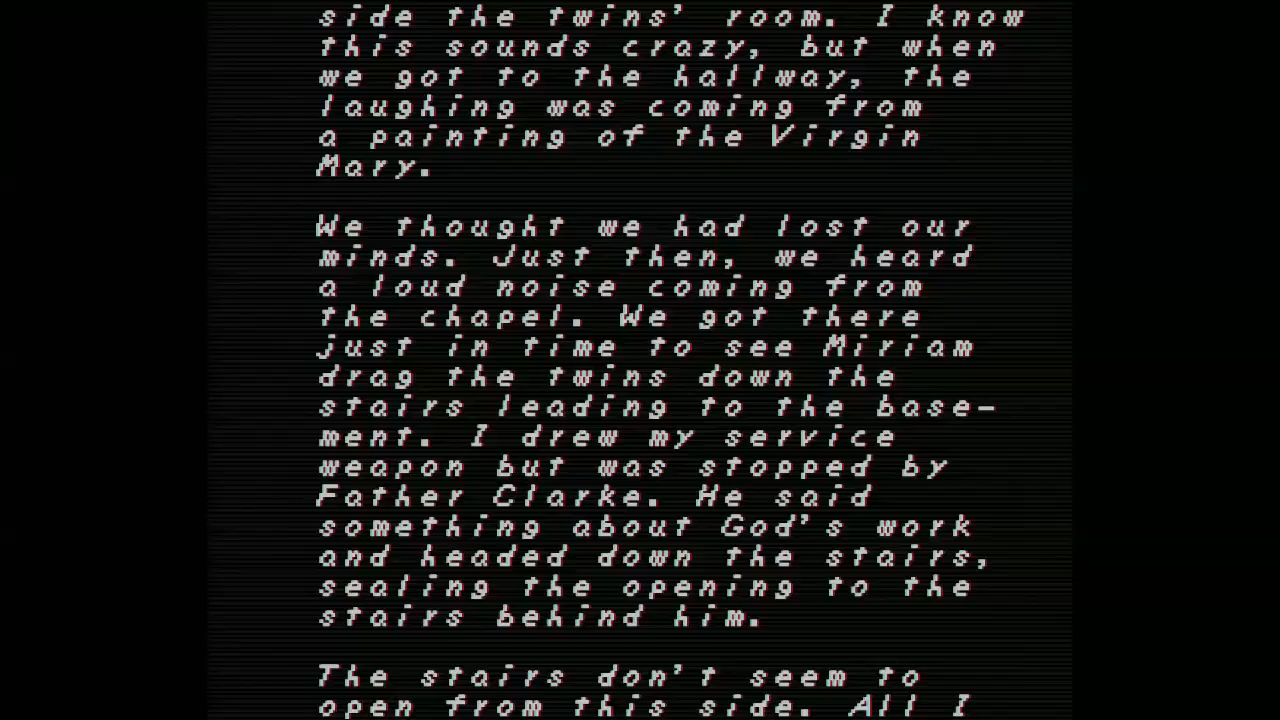 side the twins' room. I know
this sounds crazy, but when
we got to the hallway, the
laughing was coming from
a painting of the Virgin
Mary.
We thought we had lost our
minds. Just then, we heard
a loud noise coming from
the chapel. We got there
just in time to see Miriam
drag the twins down the
stairs leading to the base-
ment. I drew my service
weapon but was stopped by
Father Clarke. He said
something about God's work
and headed down the stairs,
sealing the opening to the
stairs behind him.
The stairs don't seem to
open from this side. All I